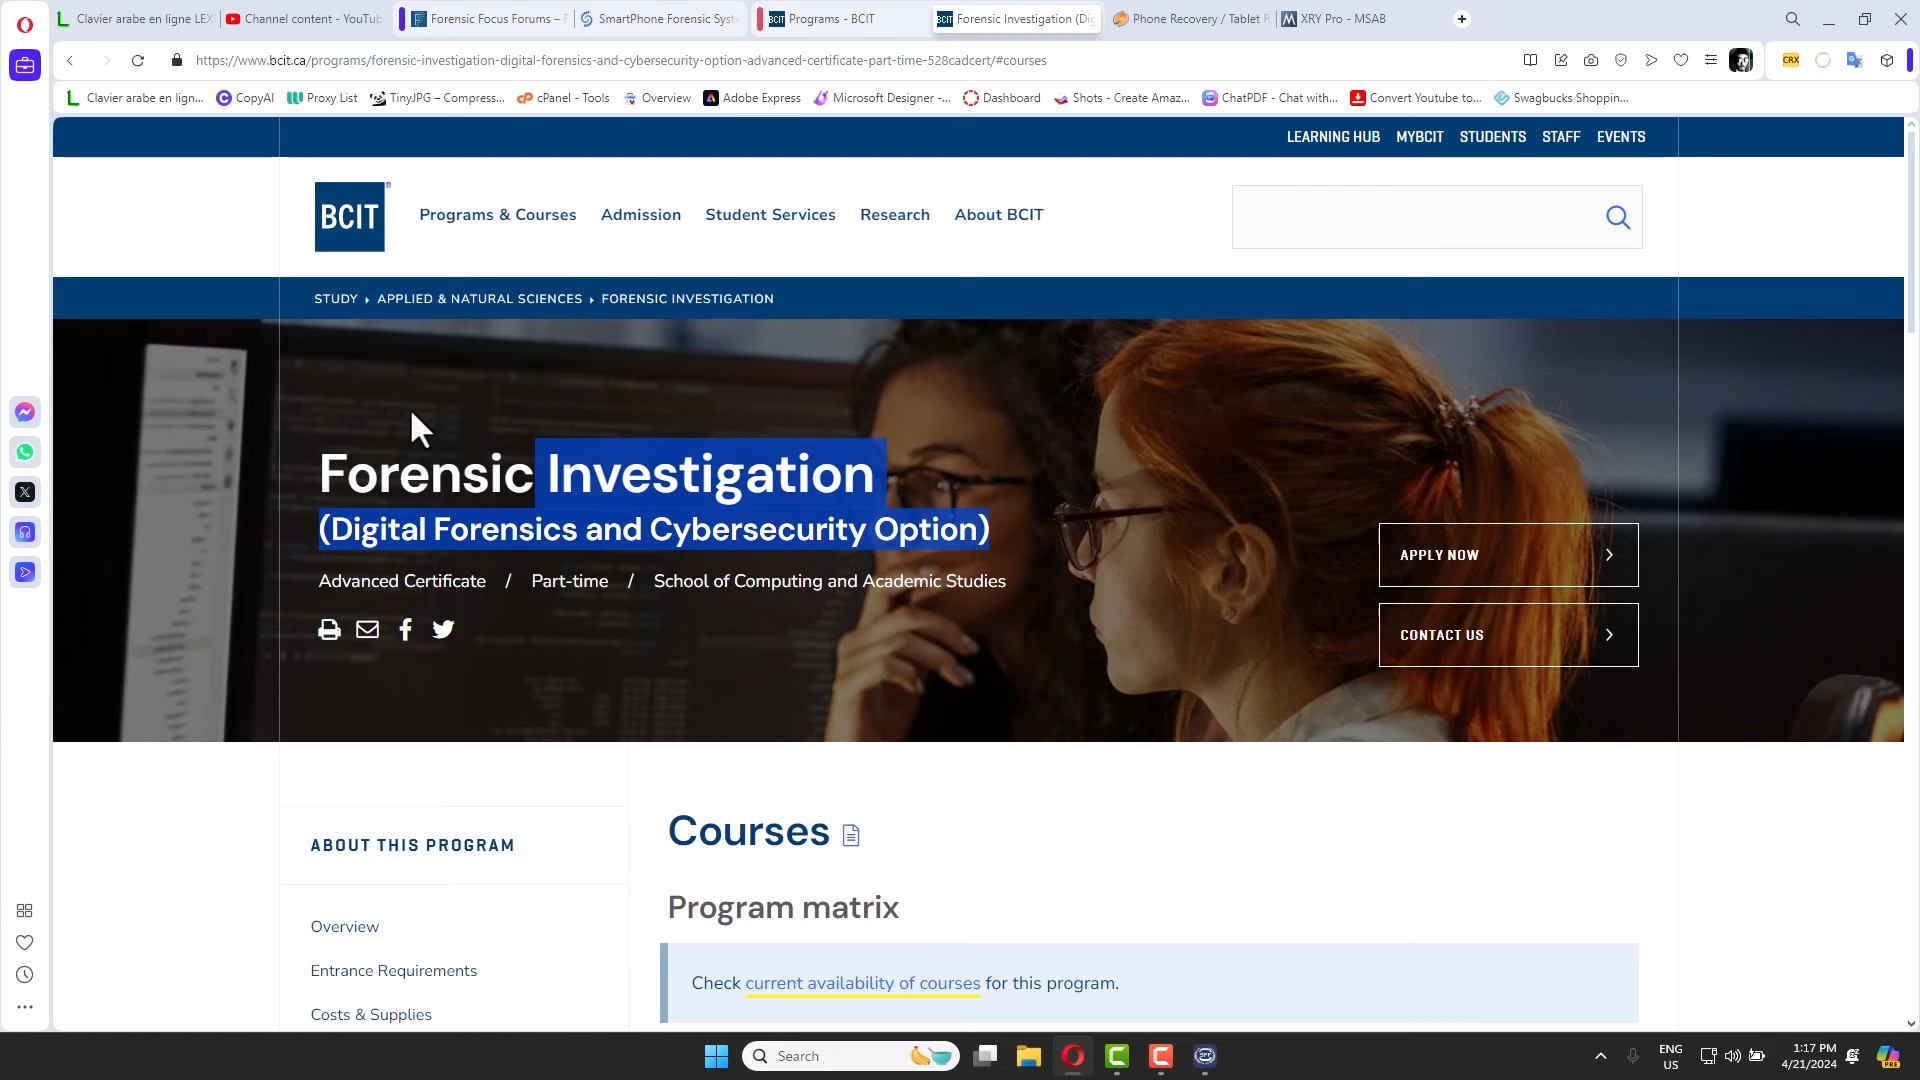 Clavier arabe en ligne LEX
Channel content - YouTub
Forensic Focus Forums – F
SmartPhone Forensic Syst
BCIT Programs - BCIT
BCIT Forensic Investigation (Dig
Phone Recovery / Tablet R
XRY Pro - MSAB
https://www.bcit.ca/programs/forensic-investigation-digital-forensics-and-cybersecurity-option-advanced-certificate-part-time-528cadcert/#courses
CRX
Clavier arabe en lign...
CopyAI
Proxy List
TinyJPG – Compress...
cPanel - Tools
Overview
Adobe Express
Microsoft Designer -...
Dashboard
Shots - Create Amaz...
ChatPDF - Chat with...
Convert Youtube to...
Swagbucks Shoppin...
LEARNING HUB MYBCIT STUDENTS STAFF EVENTS
BCIT®
Programs & Courses Admission Student Services Research About BCIT
STUDY ▸ APPLIED & NATURAL SCIENCES ▸ FORENSIC INVESTIGATION
Forensic Investigation
(Digital Forensics and Cybersecurity Option)
Advanced Certificate / Part-time / School of Computing and Academic Studies
APPLY NOW
CONTACT US
ABOUT THIS PROGRAM
Overview
Entrance Requirements
Costs & Supplies
Courses
Program matrix
Check current availability of courses for this program.
Search
ENG
US
1:17 PM
4/21/2024
PRE